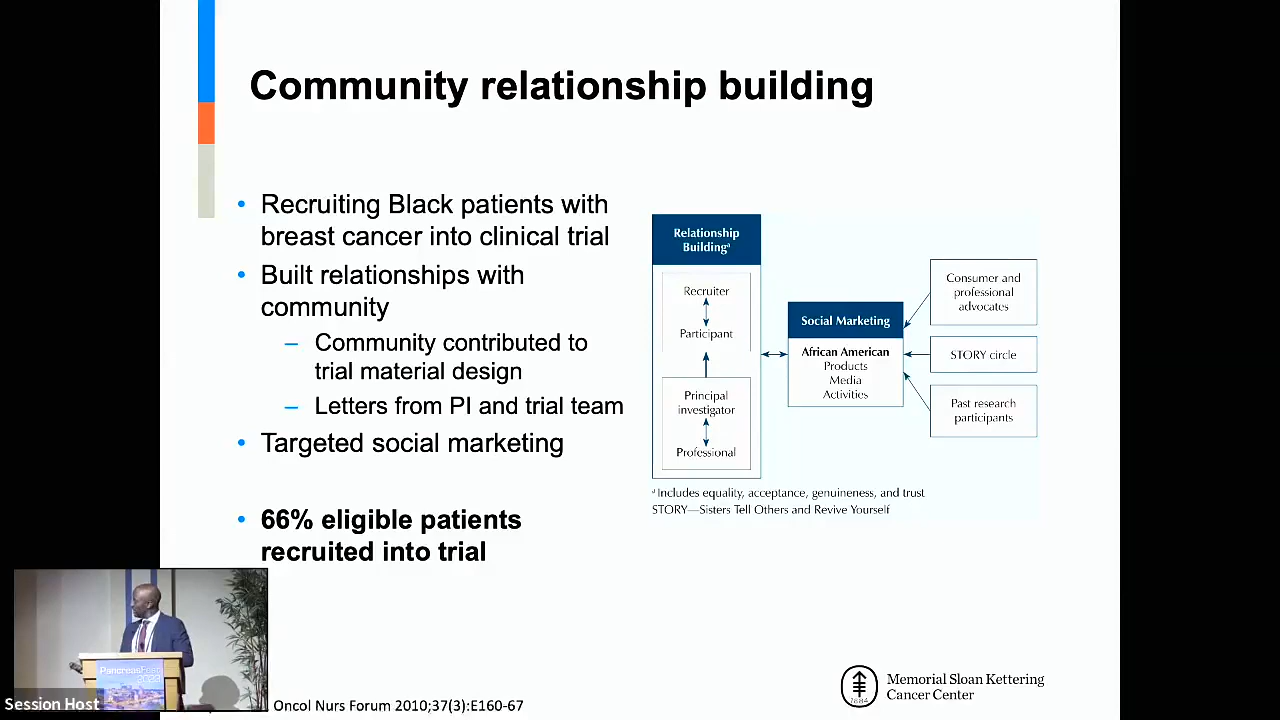 Community relationship building
• Recruiting Black patients with
breast cancer into clinical trial
• Built relationships with
community
– Community contributed to
trial material design
– Letters from PI and trial team
• Targeted social marketing
• 66% eligible patients
recruited into trial
Relationship
Buildingᵃ
Recruiter
Participant
Principal
investigator
Professional
Social Marketing
African American
Products
Media
Activities
Consumer and
professional
advocates
STORY circle
Past research
participants
ᵃ Includes equality, acceptance, genuineness, and trust
STORY—Sisters Tell Others and Revive Yourself
PancreasFest
Session Host
Oncol Nurs Forum 2010;37(3):E160-67
1884
Memorial Sloan Kettering
Cancer Center